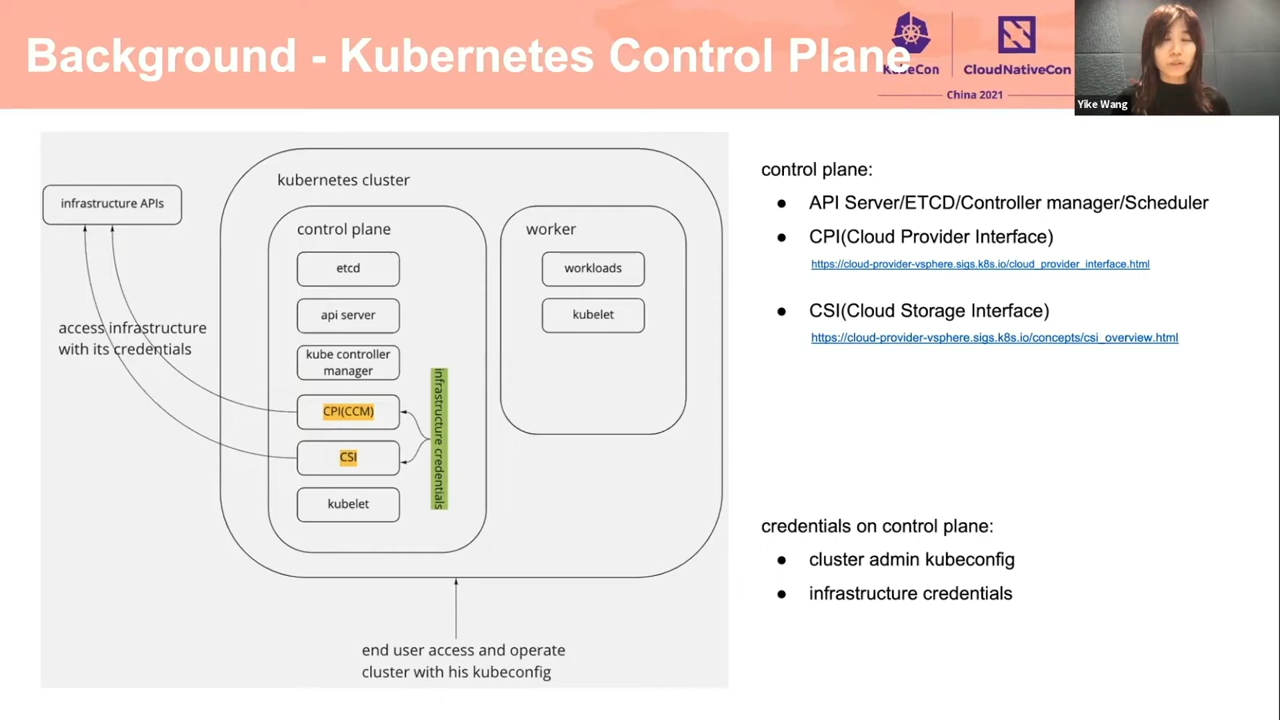 Background - Kubernetes Control Plane
KubeCon
CloudNativeCon
China 2021
Yike Wang
infrastructure APIs
access infrastructure
with its credentials
kubernetes cluster
control plane
etcd
api server
kube controller
manager
CPI(CCM)
CSI
kubelet
infrastructure credentials
worker
workloads
kubelet
end user access and operate
cluster with his kubeconfig
control plane:
● API Server/ETCD/Controller manager/Scheduler
● CPI(Cloud Provider Interface)
https://cloud-provider-vsphere.sigs.k8s.io/cloud_provider_interface.html
● CSI(Cloud Storage Interface)
https://cloud-provider-vsphere.sigs.k8s.io/concepts/csi_overview.html
credentials on control plane:
● cluster admin kubeconfig
● infrastructure credentials